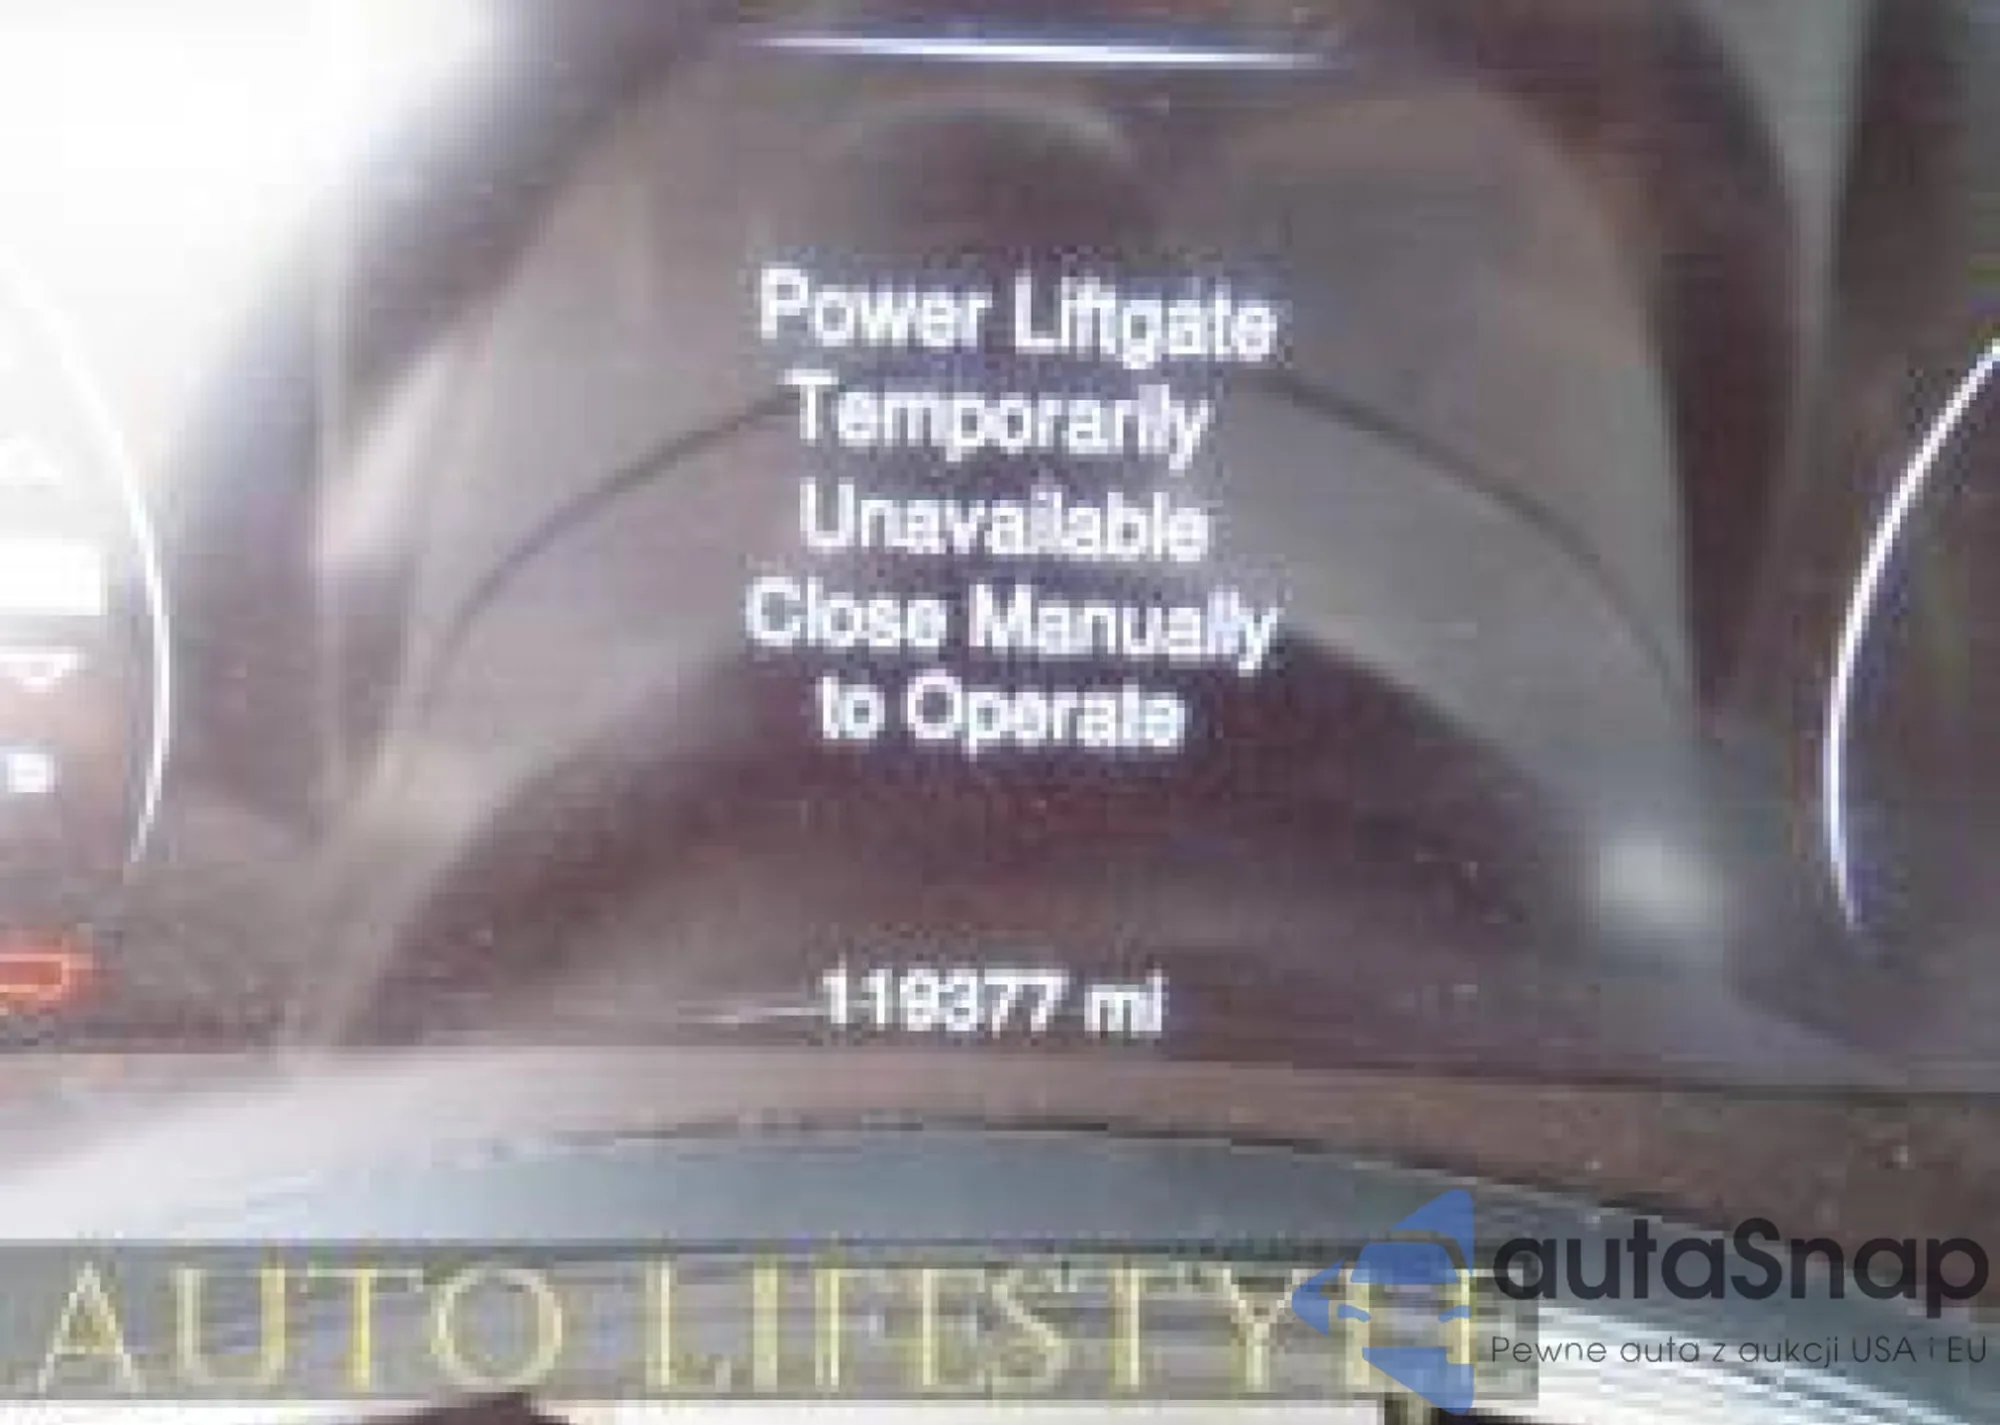 Power Liftgate
Temporarily
Unavailable
Close Manually
to Operate
119377 mi
AUTO LIFESTYLE
autaSnap
Pewne auta z aukcji USA i EU